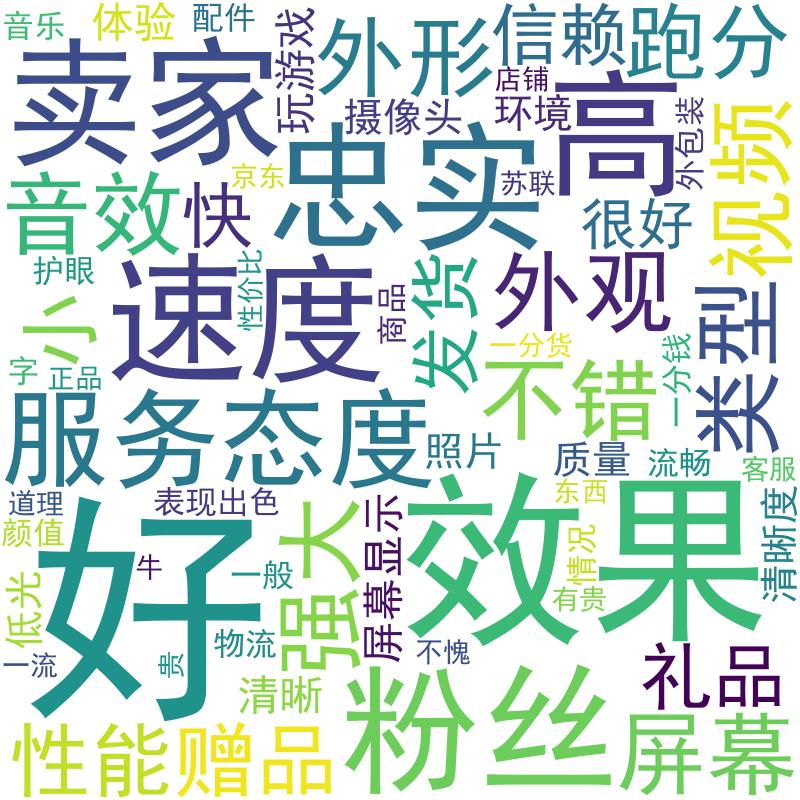 音乐
体验
配件
玩游戏
外形
信赖
跑分
卖家
店铺
摄像头
环境
高
外包装
视频
忠实
音效
快
京东
苏联
很好
护眼
速度
性价比
商品
发货
外观
小
类型
一分货
一分钱
字
正品
不错
服务态度
照片
质量
流畅
客服
道理
表现出色
强大
屏幕显示
效果
东西
清晰度
颜值
好
牛
情况
低光
一般
有贵
一流
贵
物流
不愧
礼品
清晰
粉丝
性能
赠品
屏幕